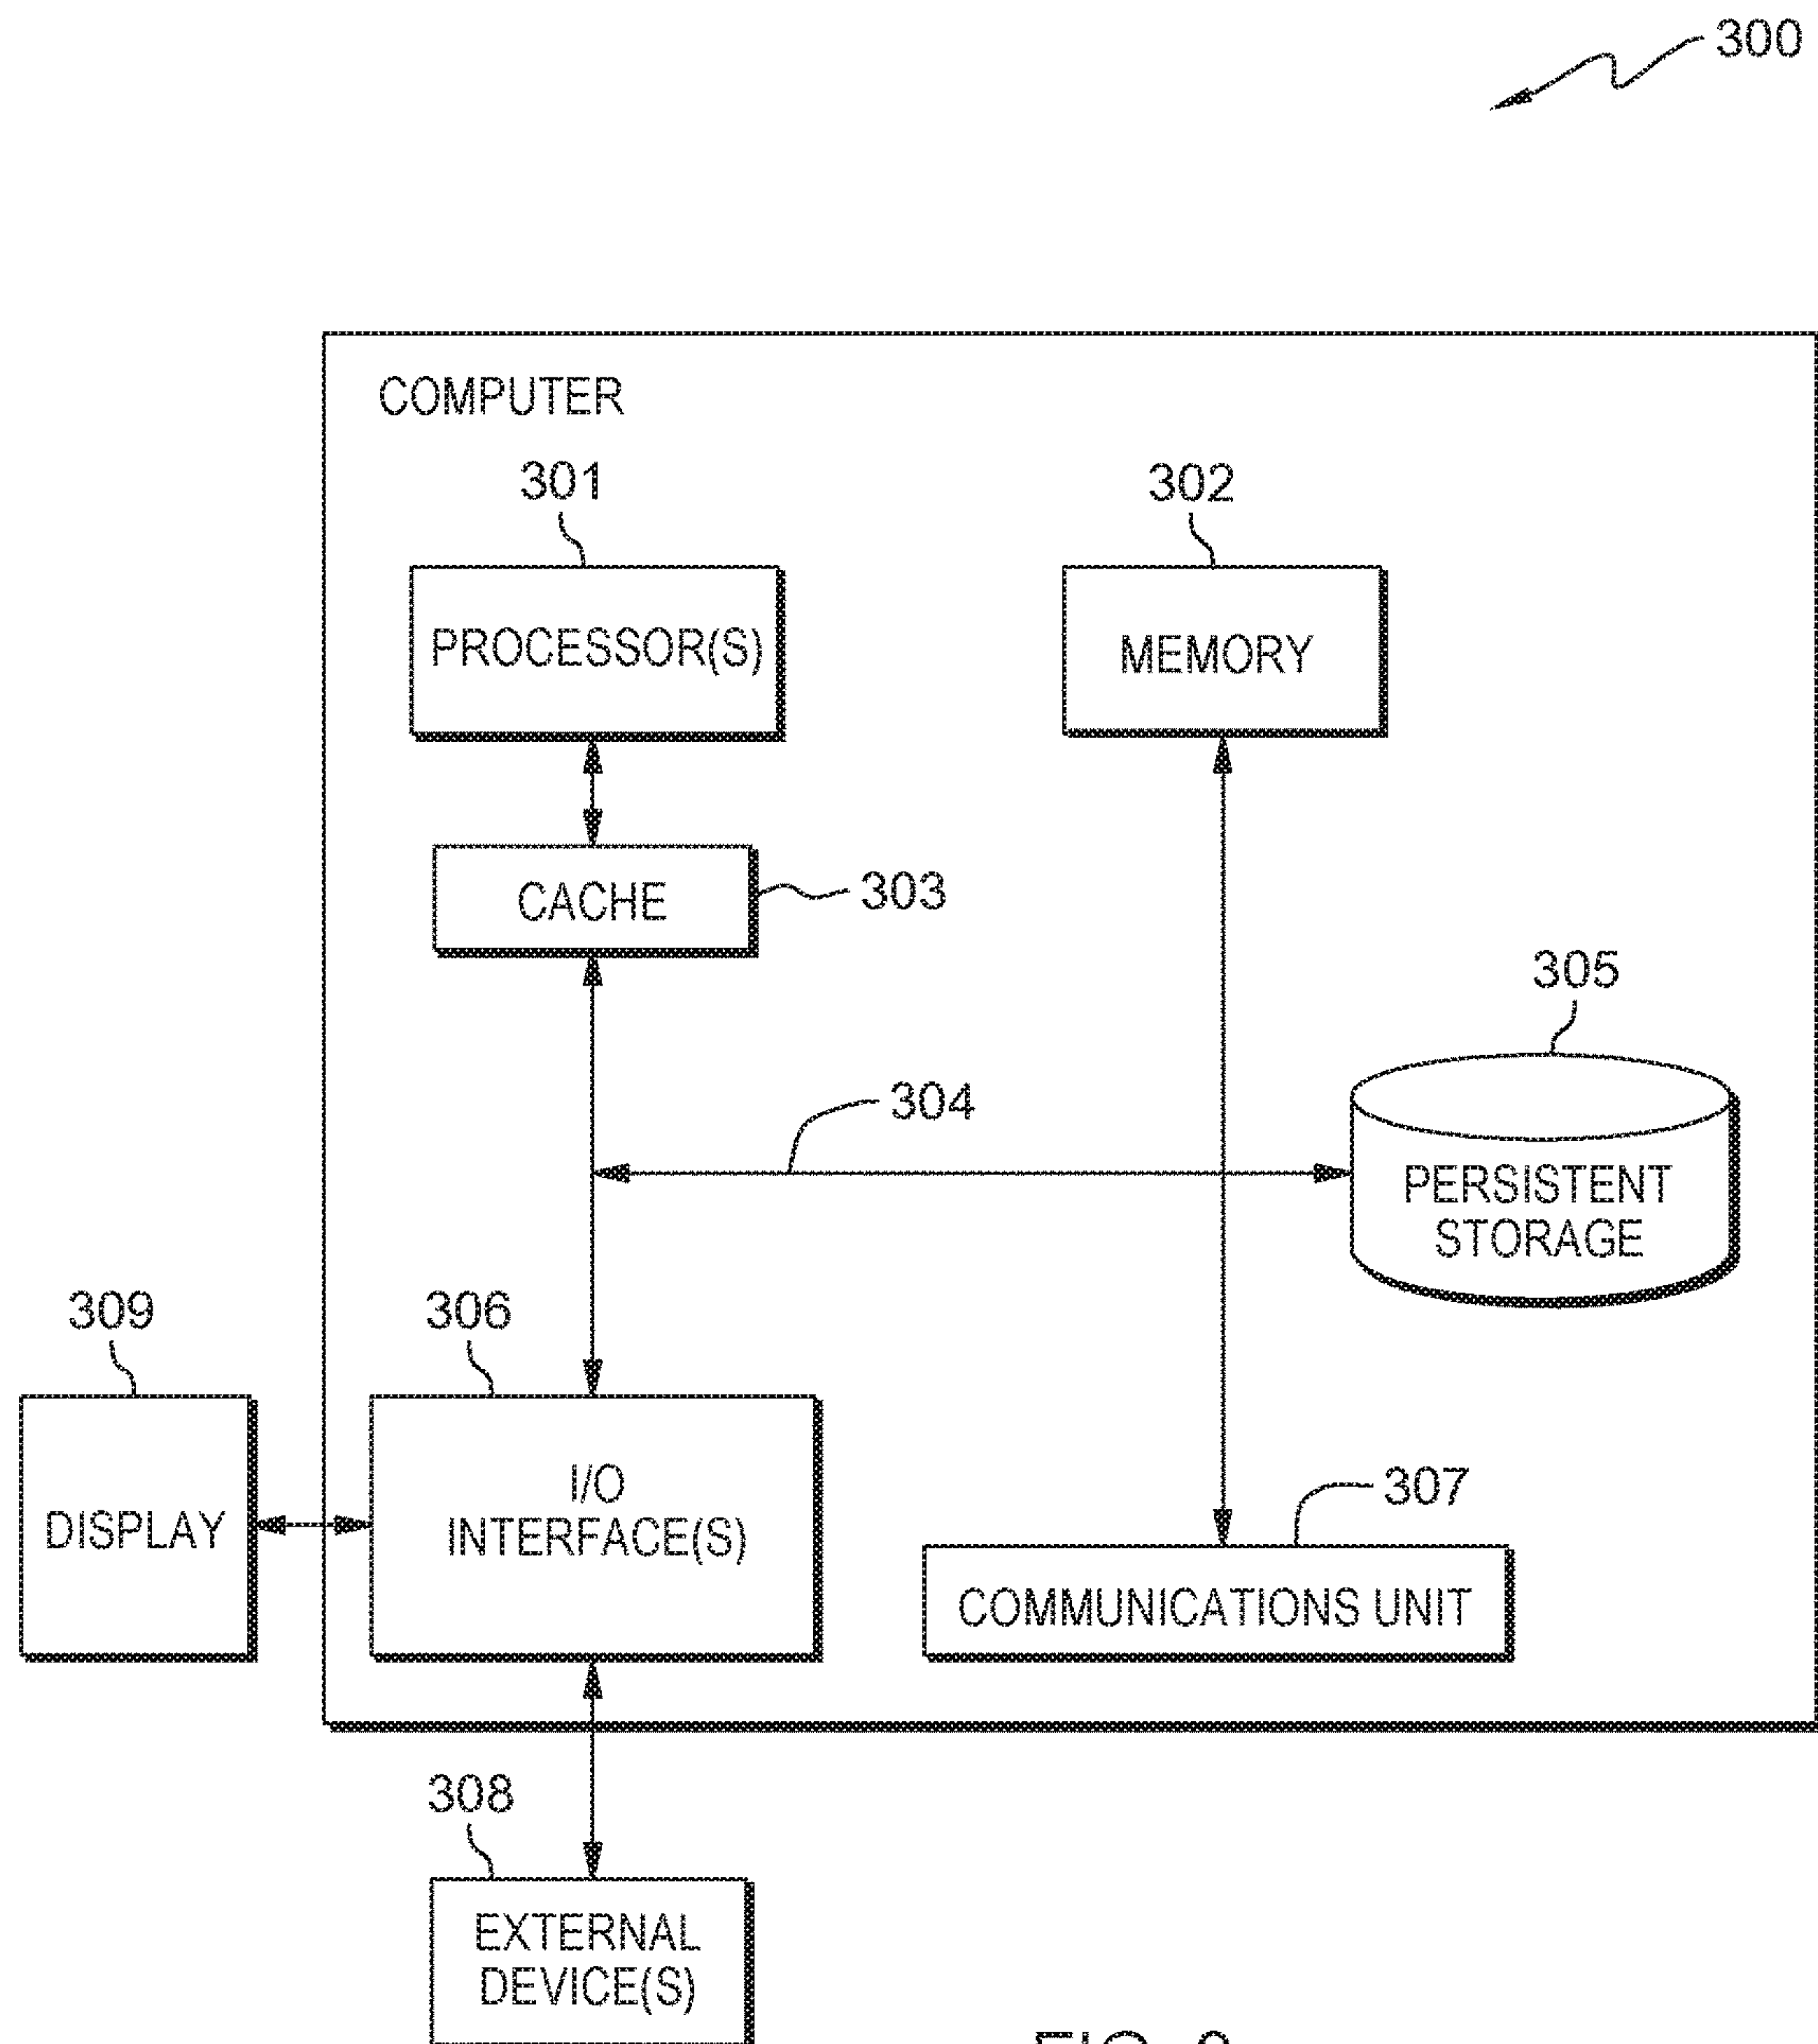 300
COMPUTER
301
302
PROCESSOR(S)
MEMORY
CACHE
303
305
304
PERSISTENT
STORAGE
309
306
I/O
INTERFACE(S)
307
DISPLAY
COMMUNICATIONS UNIT
308
EXTERNAL
DEVICE(S)